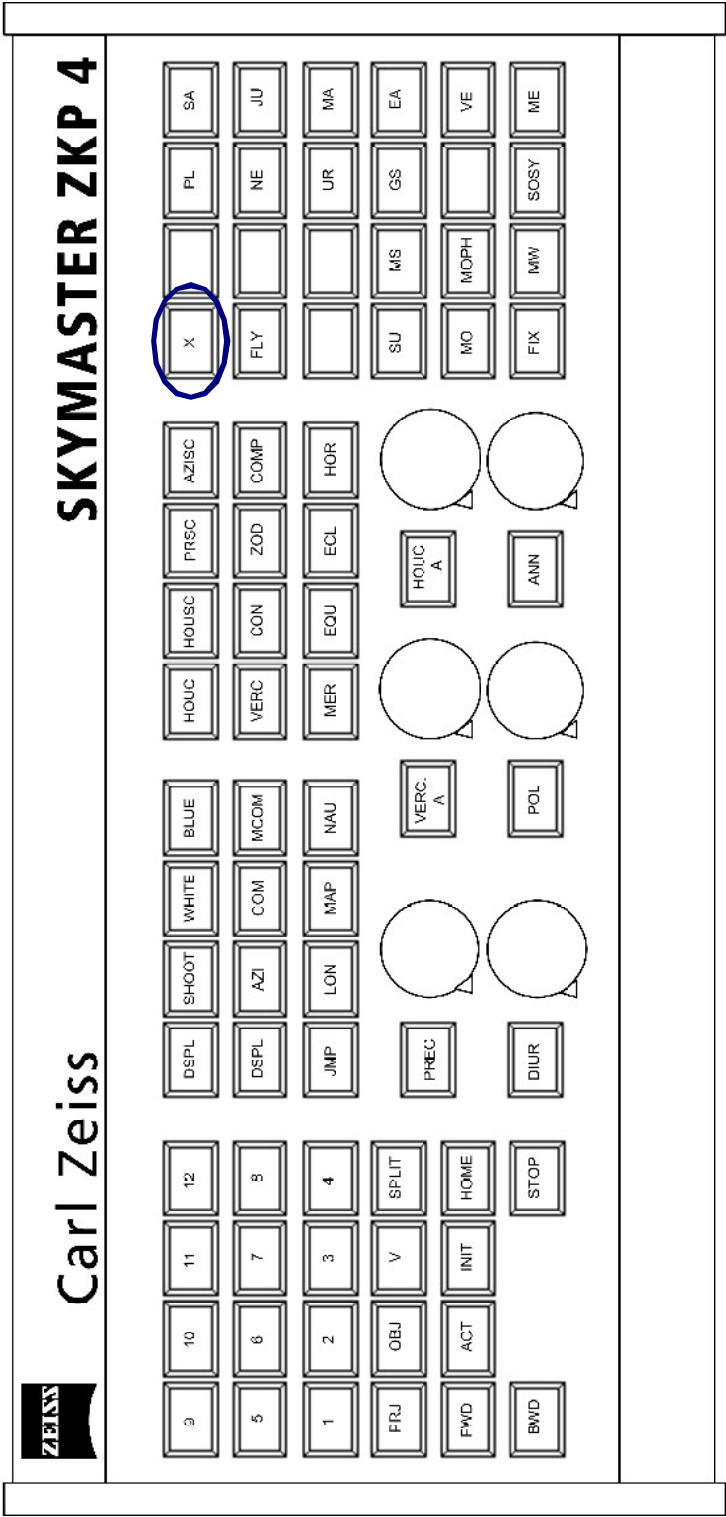 ZEISS Carl Zeiss SKYMASTER ZKP 4
9 10 11 12 DSPL SHOOT WHITE BLUE HOUC HOUSC PRSC AZISC X PL SA
5 6 7 8 DSPL AZI COM MCOM VERC CON ZOD COMP FLY NE JU
1 2 3 4 JMP LON MAP NAU MER EQU ECL HOR UR MA
FRJ OBJ V SPLIT PREC VERC. A HOUC A SU MS GS EA
FWD ACT INIT HOME MO MOPH VE
BWD STOP DIUR POL ANN FIX MW SOSY ME